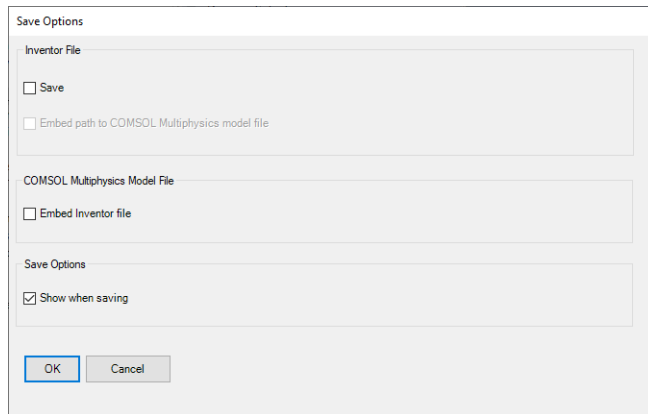 Save Options
Inventor File
Save
Embed path to COMSOL Multiphysics model file
COMSOL Multiphysics Model File
Embed Inventor file
Save Options
Show when saving
OK Cancel